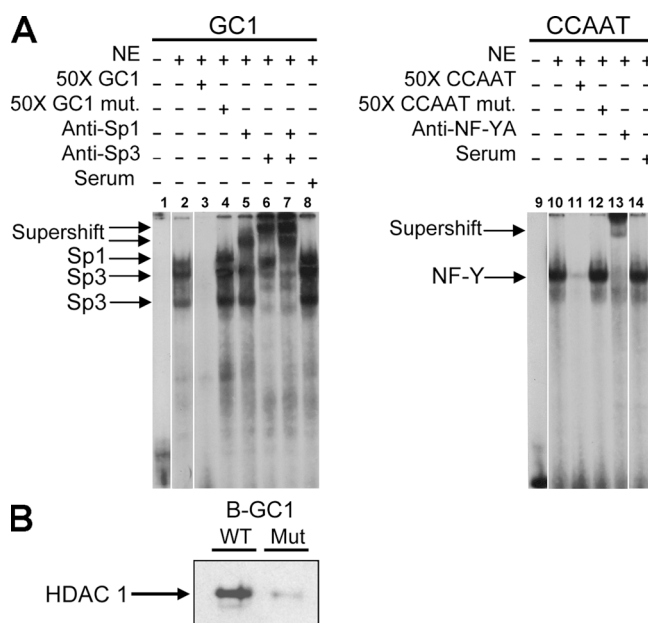 A
GC1
NE – + + + + + + +
50X GC1 – – + – – – – –
50X GC1 mut. – – – + – – – –
Anti-Sp1 – – – – + – + –
Anti-Sp3 – – – – – + + –
Serum – – – – – – – +
1 2 3 4 5 6 7 8
Supershift
Sp1
Sp3
Sp3
CCAAT
NE – + + + + +
50X CCAAT – – + – – –
50X CCAAT mut. – – – + – –
Anti-NF-YA – – – – + –
Serum – – – – – +
9 10 11 12 13 14
Supershift
NF-Y
B
B-GC1
WT Mut
HDAC 1